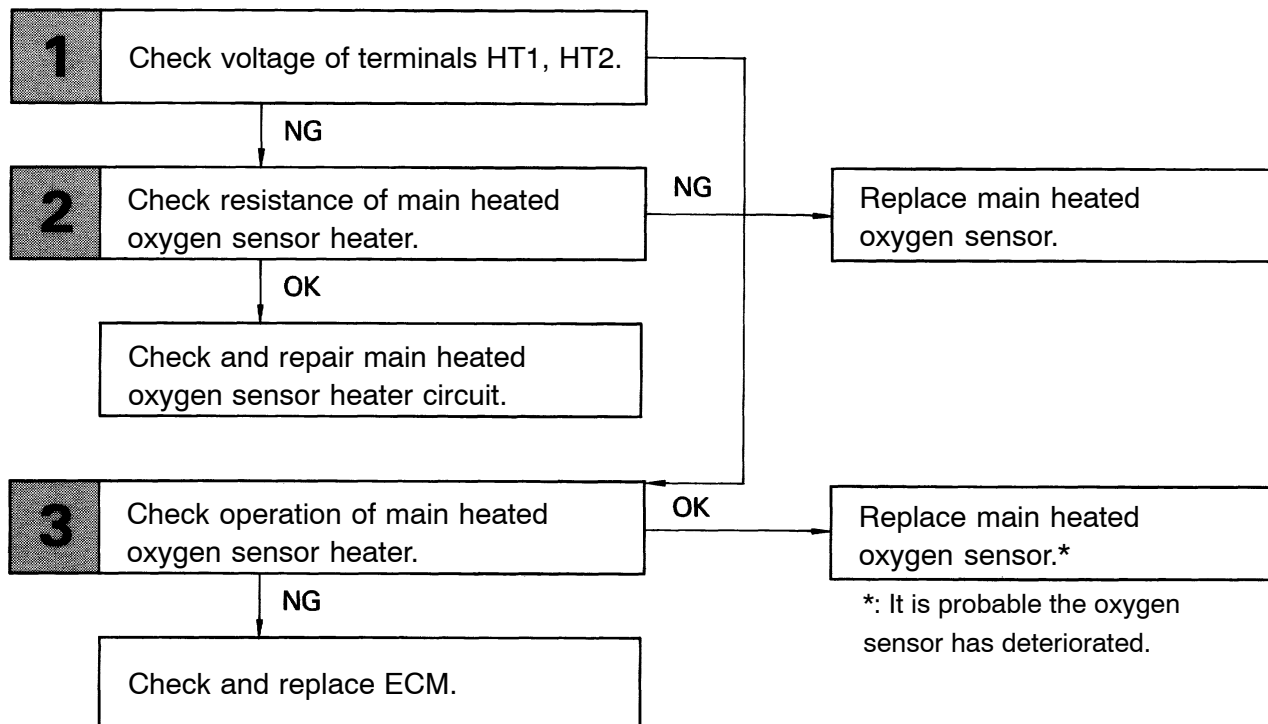 1
Check voltage of terminals HT1, HT2.
NG
2
Check resistance of main heated
oxygen sensor heater.
NG
Replace main heated
oxygen sensor.
OK
Check and repair main heated
oxygen sensor heater circuit.
3
Check operation of main heated
oxygen sensor heater.
OK
Replace main heated
oxygen sensor.*
*: It is probable the oxygen
sensor has deteriorated.
NG
Check and replace ECM.